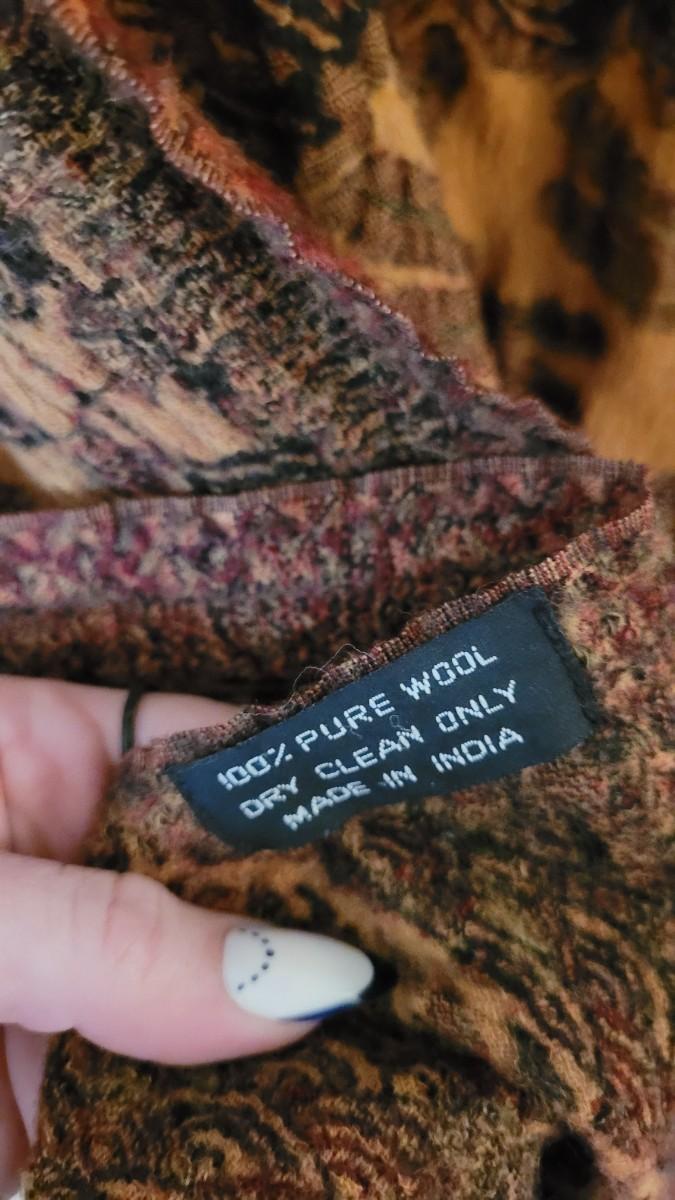 100% PURE WOOL
DRY CLEAN ONLY
MADE IN INDIA